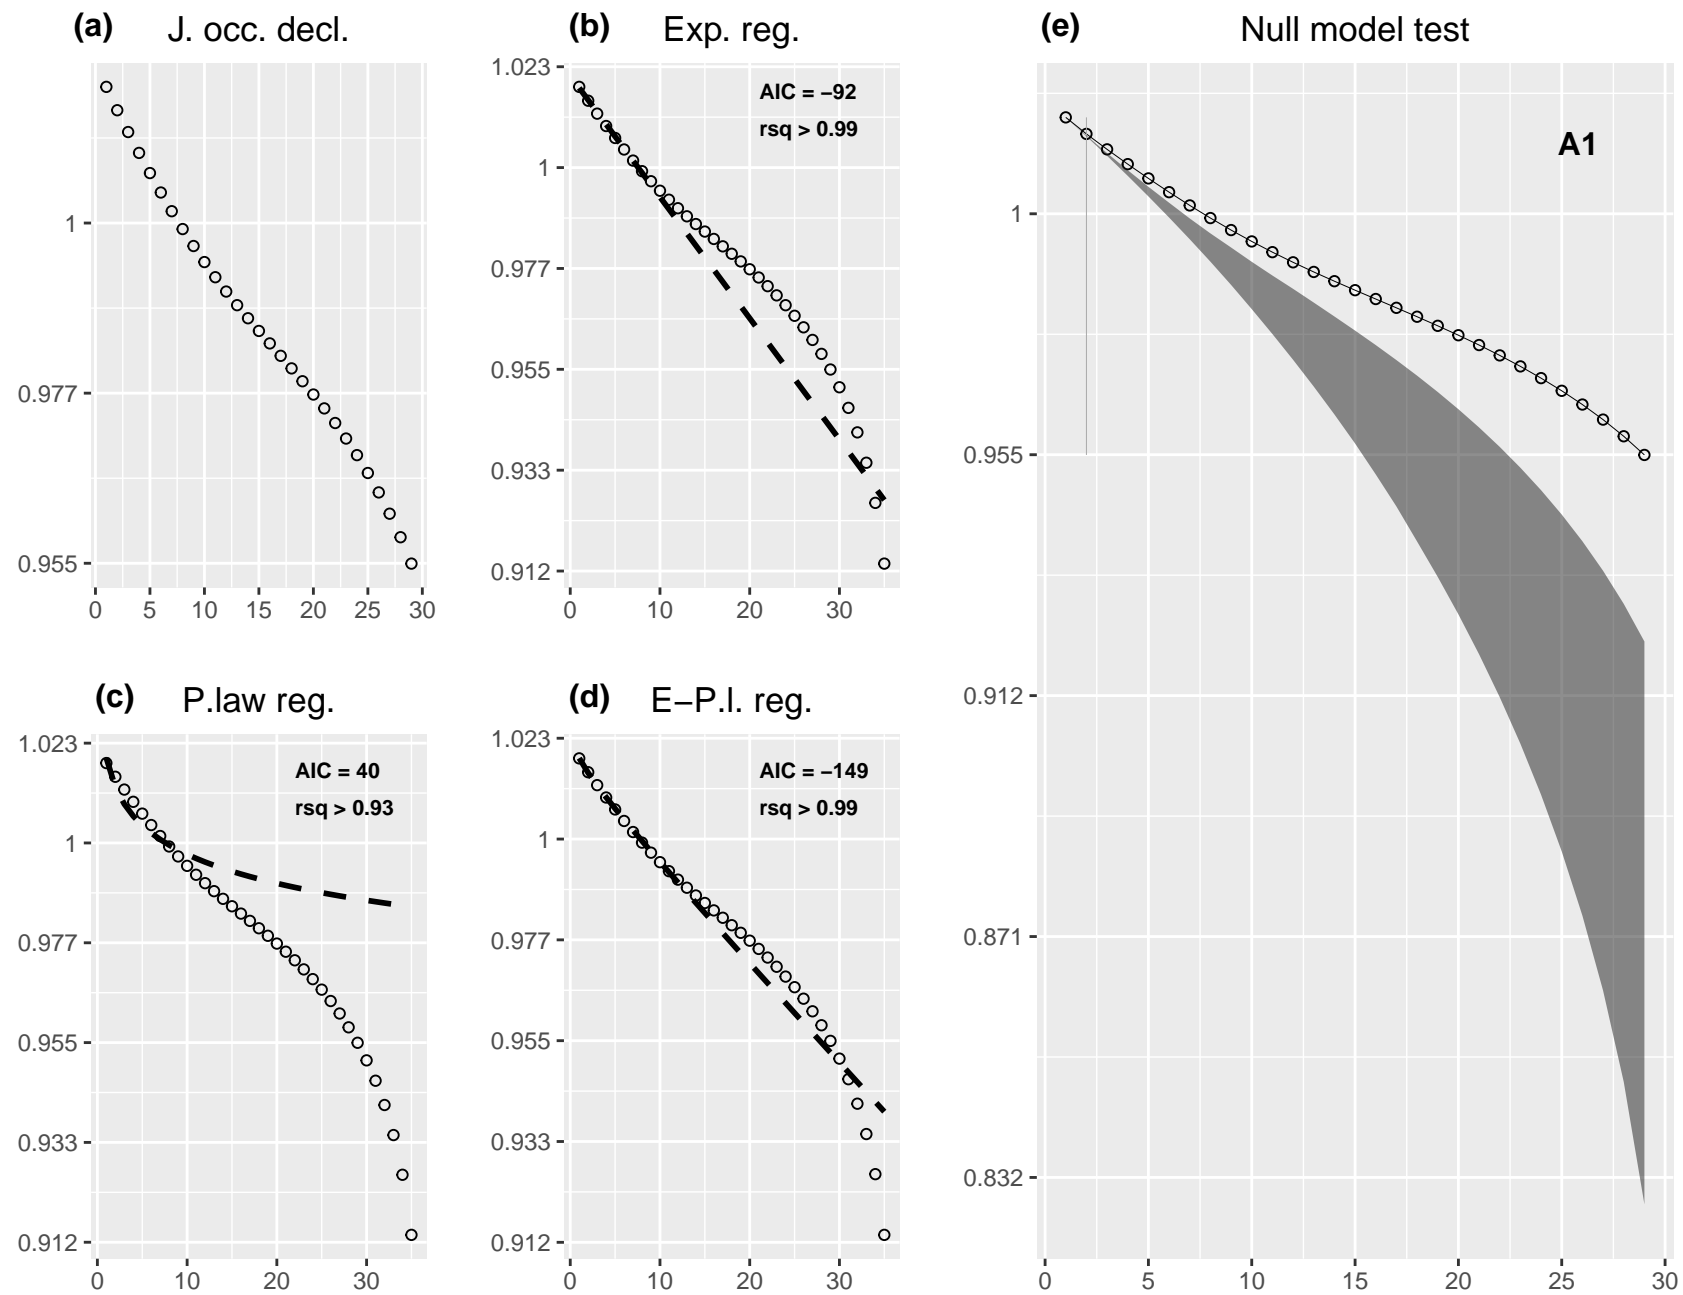 (a) J. occ. decl.
1
0.977
0.955
0 5 10 15 20 25 30
(b) Exp. reg.
AIC = −92
rsq > 0.99
1.023
1
0.977
0.955
0.933
0.912
0 10 20 30
(c) P.law reg.
AIC = 40
rsq > 0.93
1.023
1
0.977
0.955
0.933
0.912
0 10 20 30
(d) E−P.l. reg.
AIC = −149
rsq > 0.99
1.023
1
0.977
0.955
0.933
0.912
0 10 20 30
(e) Null model test
A1
1
0.955
0.912
0.871
0.832
0 5 10 15 20 25 30